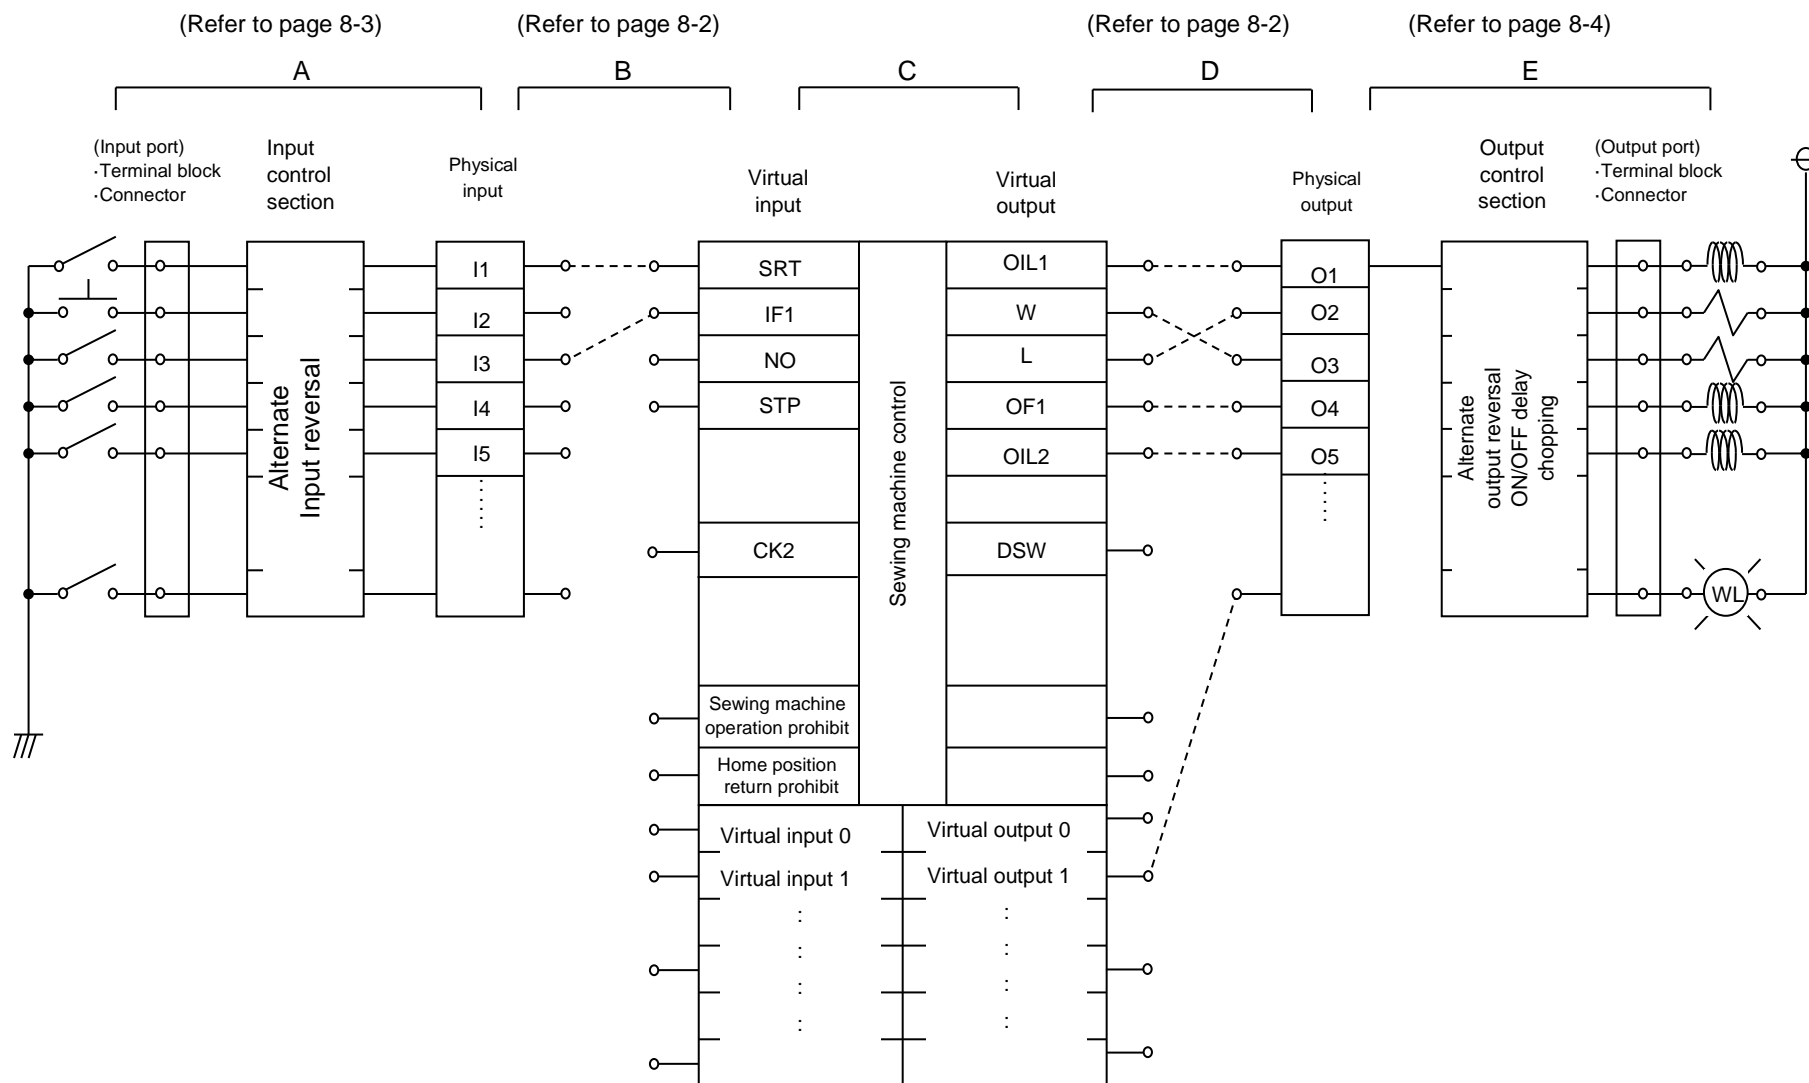 (Refer to page 8-3)
(Refer to page 8-2)
(Refer to page 8-2)
(Refer to page 8-4)
A
B
C
D
E
(Input port)
·Terminal block
·Connector
Input
control
section
Physical
input
Virtual
input
Virtual
output
Physical
output
Output
control
section
(Output port)
·Terminal block
·Connector
Alternate
Input reversal
I1
I2
I3
I4
I5
SRT
IF1
NO
STP
CK2
Sewing machine
operation prohibit
Home position
return prohibit
Sewing machine control
OIL1
W
L
OF1
OIL2
DSW
Virtual input 0
Virtual input 1
Virtual output 0
Virtual output 1
O1
O2
O3
O4
O5
Alternate
output reversal
ON/OFF delay
chopping
WL